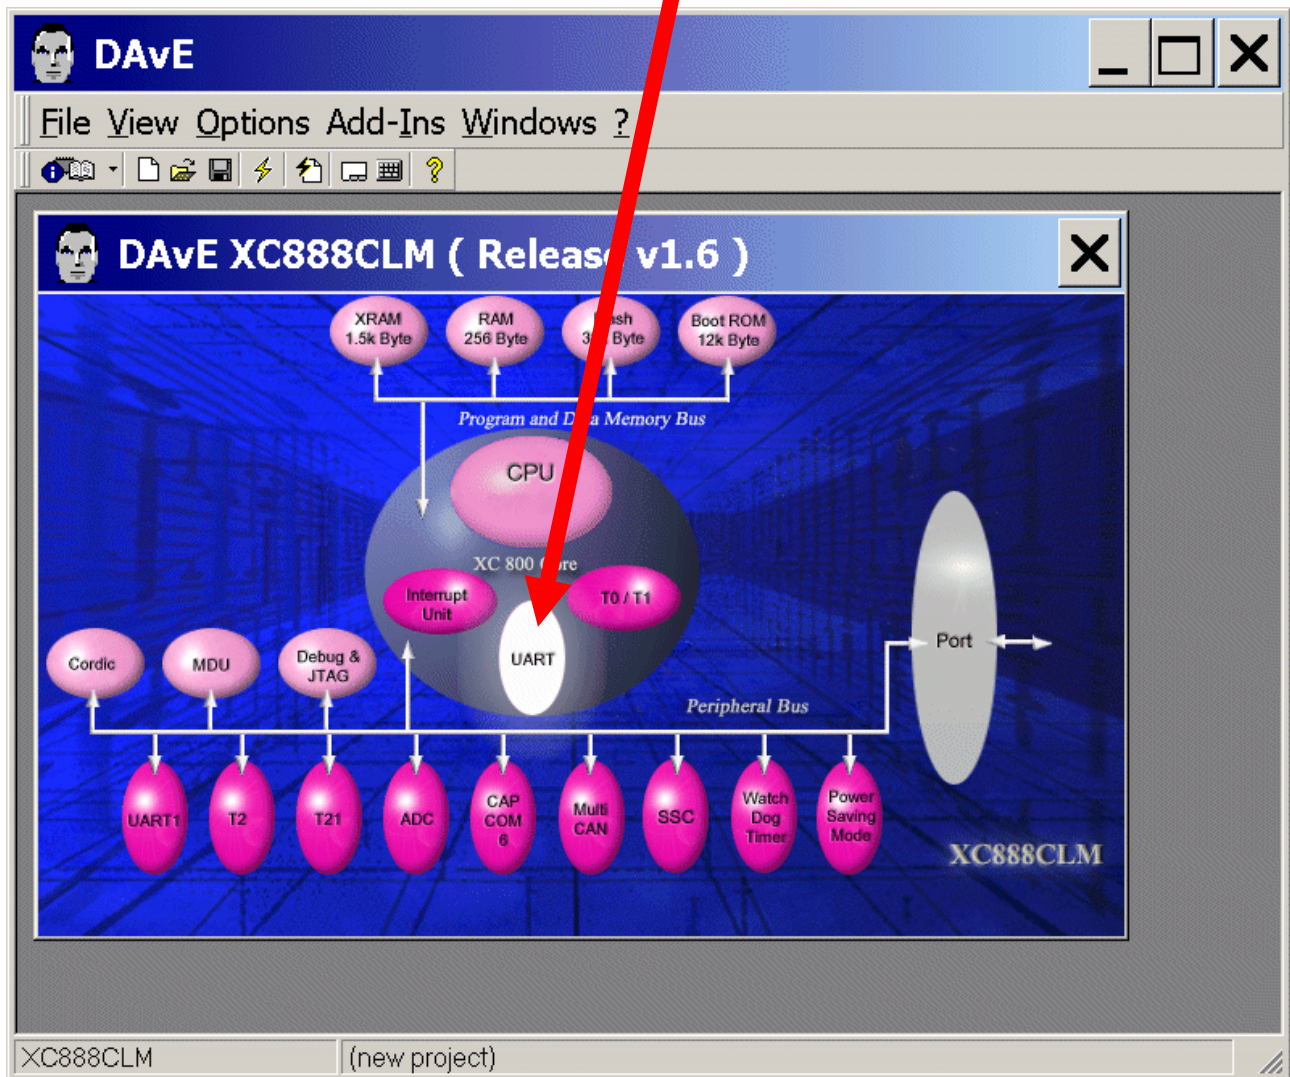 DAvE
File View Options Add-Ins Windows ?
DAvE XC888CLM ( Release v1.6 )
XRAM
1.5k Byte
RAM
256 Byte
Byte
Boot ROM
12k Byte
Program and Data Memory Bus
CPU
XC 800 Core
Interrupt
Unit
T0 / T1
UART
Cordic
MDU
Debug &
JTAG
Port
Peripheral Bus
UART1
T2
T21
ADC
CAP
COM
6
Multi
CAN
SSC
Watch
Dog
Timer
Power
Saving
Mode
XC888CLM
XC888CLM
(new project)